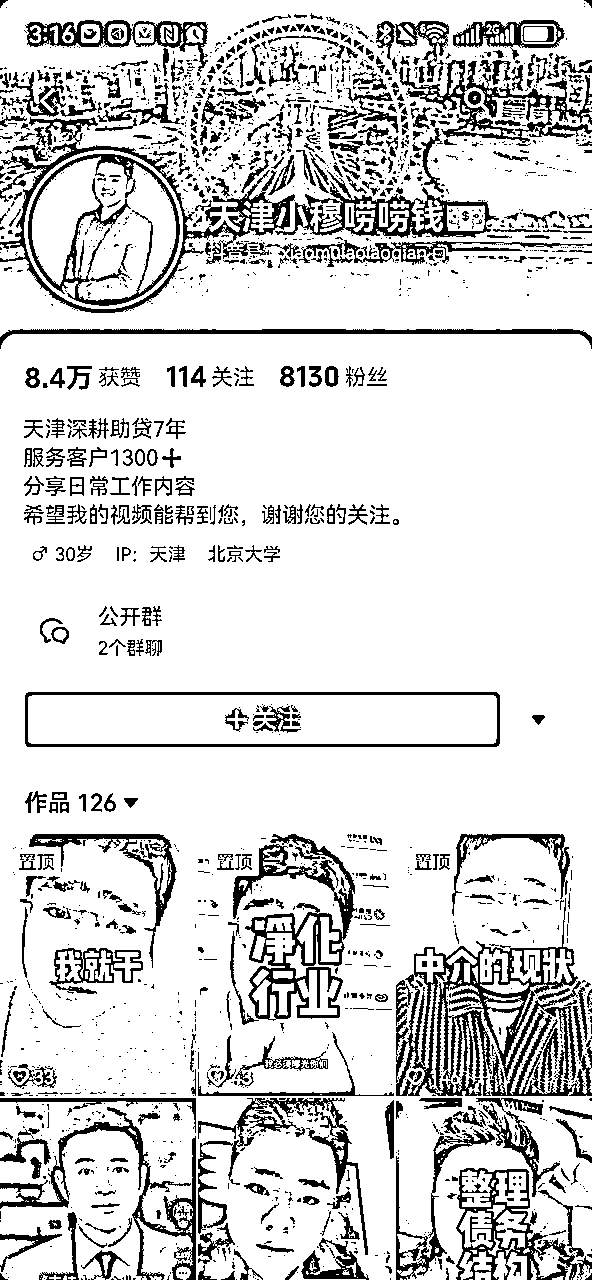 3:16
天津小穆唠唠钱
抖音号：xiaomulaolaoqian
8.4万 获赞 114 关注 8130 粉丝
天津深耕助贷7年
服务客户1300＋
分享日常工作内容
希望我的视频能帮到您，谢谢您的关注。
♂ 30岁 IP：天津 北京大学
公开群
2个群聊
＋关注
作品 126
置顶 置顶 置顶
我就干
净化
行业
中介的现状
整理
债务
结构